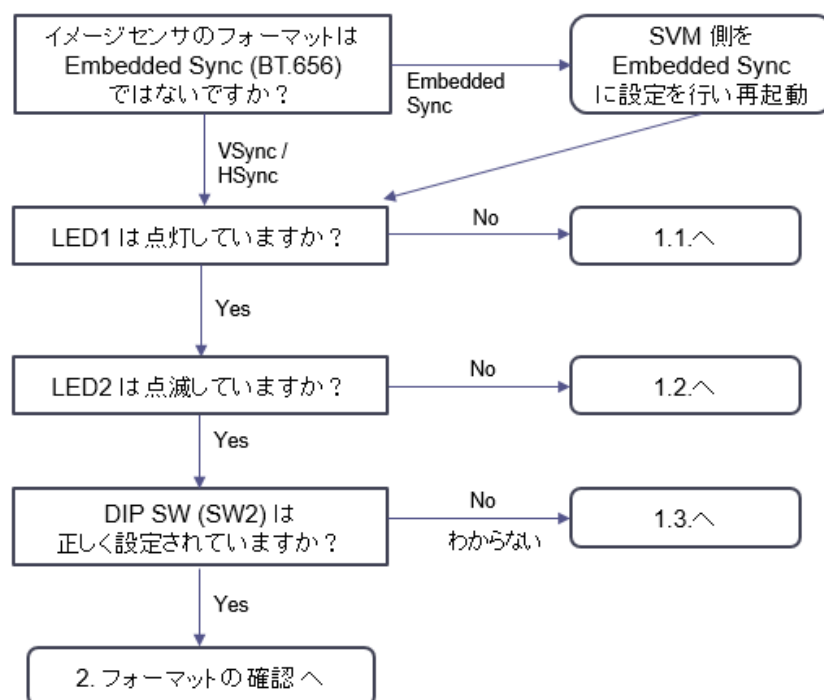 イメージセンサのフォーマットは
Embedded Sync (BT.656)
ではないですか？
Embedded
Sync
SVM 側を
Embedded Sync
に設定を行い再起動
VSync /
HSync
LED1 は点灯していますか？
No
1.1.へ
Yes
LED2 は点滅していますか？
No
1.2.へ
Yes
DIP SW (SW2) は
正しく設定されていますか？
No
わからない
1.3.へ
Yes
2. フォーマットの確認 へ